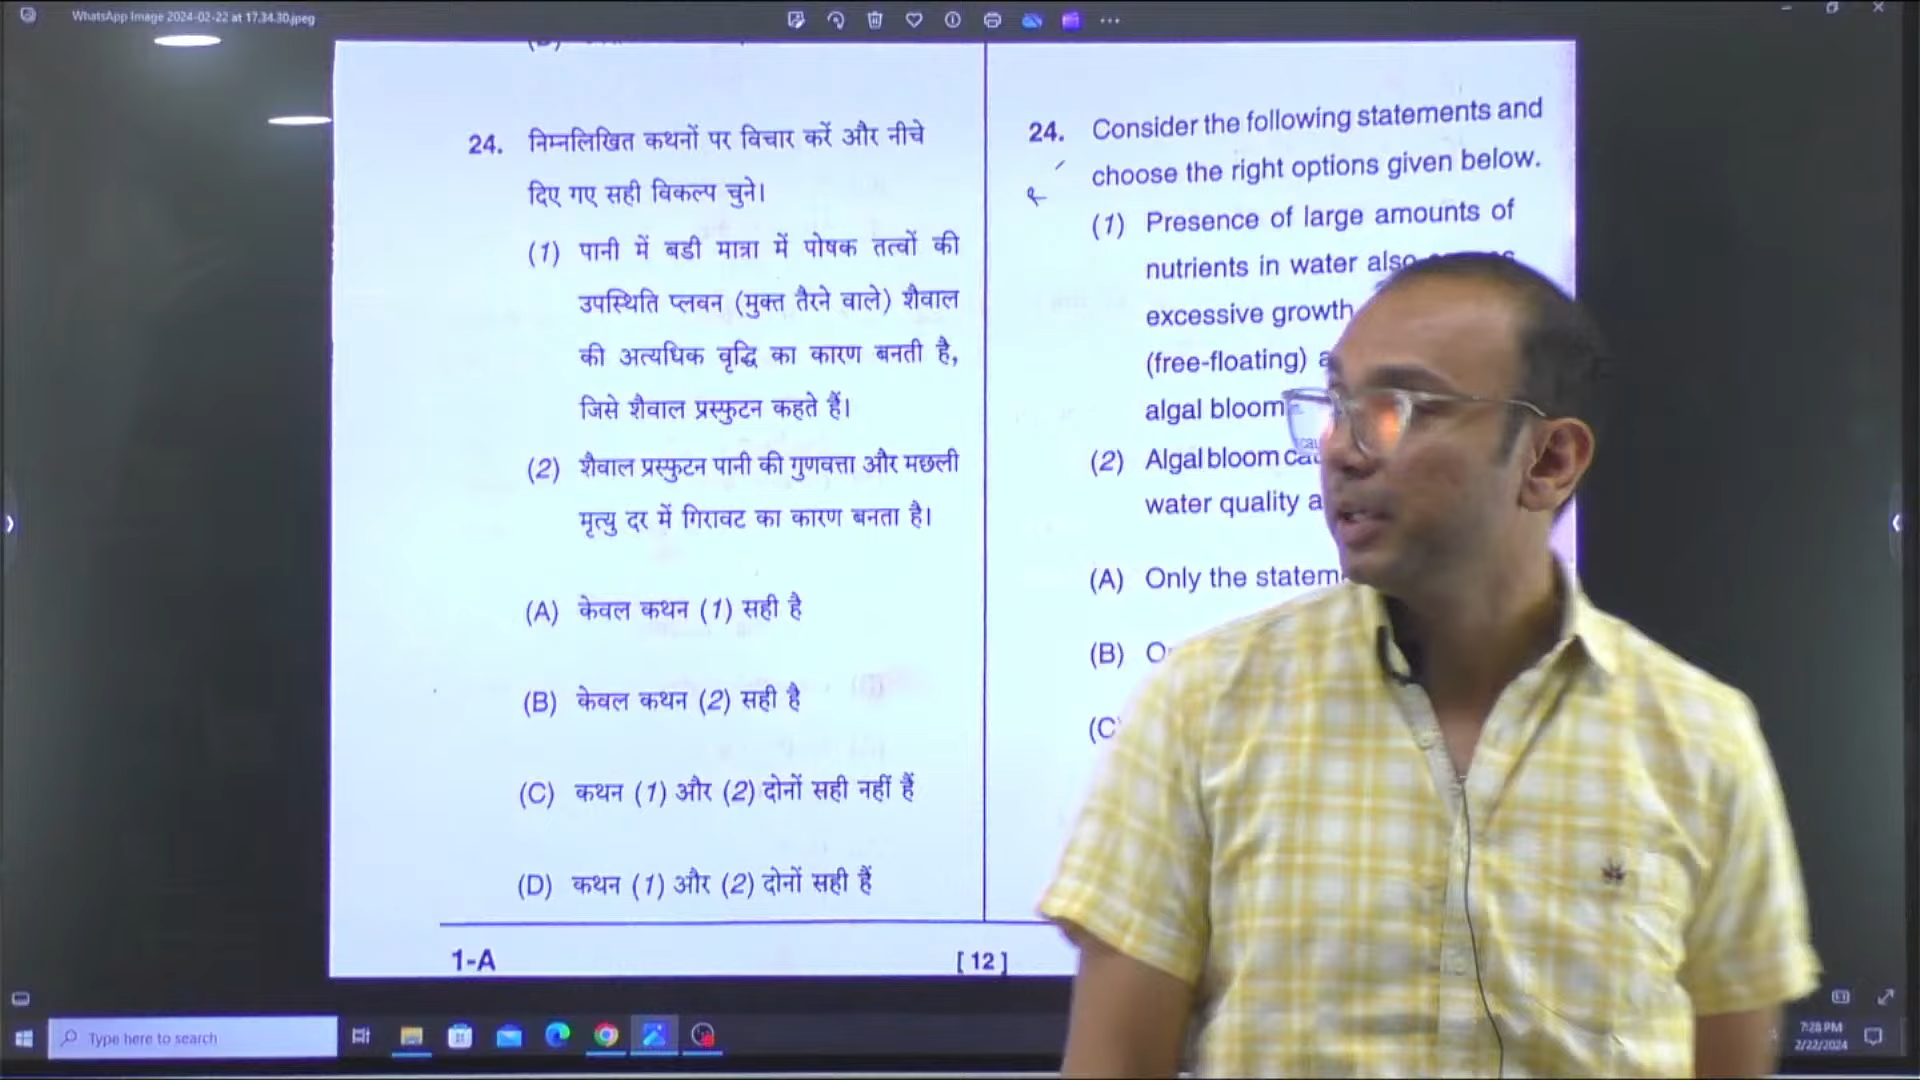 WhatsApp Image 2024-02-22 at 17.34.30.jpeg
24. निम्नलिखित कथनों पर विचार करें और नीचे
दिए गए सही विकल्प चुने।
(1) पानी में बडी मात्रा में पोषक तत्वों की
उपस्थिति प्लवन (मुक्त तैरने वाले) शैवाल
की अत्यधिक वृद्धि का कारण बनती है,
जिसे शैवाल प्रस्फुटन कहते हैं।
(2) शैवाल प्रस्फुटन पानी की गुणवत्ता और मछली
मृत्यु दर में गिरावट का कारण बनता है।
(A) केवल कथन (1) सही है
(B) केवल कथन (2) सही है
(C) कथन (1) और (2) दोनों सही नहीं हैं
(D) कथन (1) और (2) दोनों सही हैं
1-A
[ 12 ]
24. Consider the following statements and
choose the right options given below.
(1) Presence of large amounts of
nutrients in water also
excessive growth
(free-floating)
algal bloom
(2) Algal bloom
water quality
(A) Only the
(B)
(C
Type here to search
7:28 PM
2/22/2024